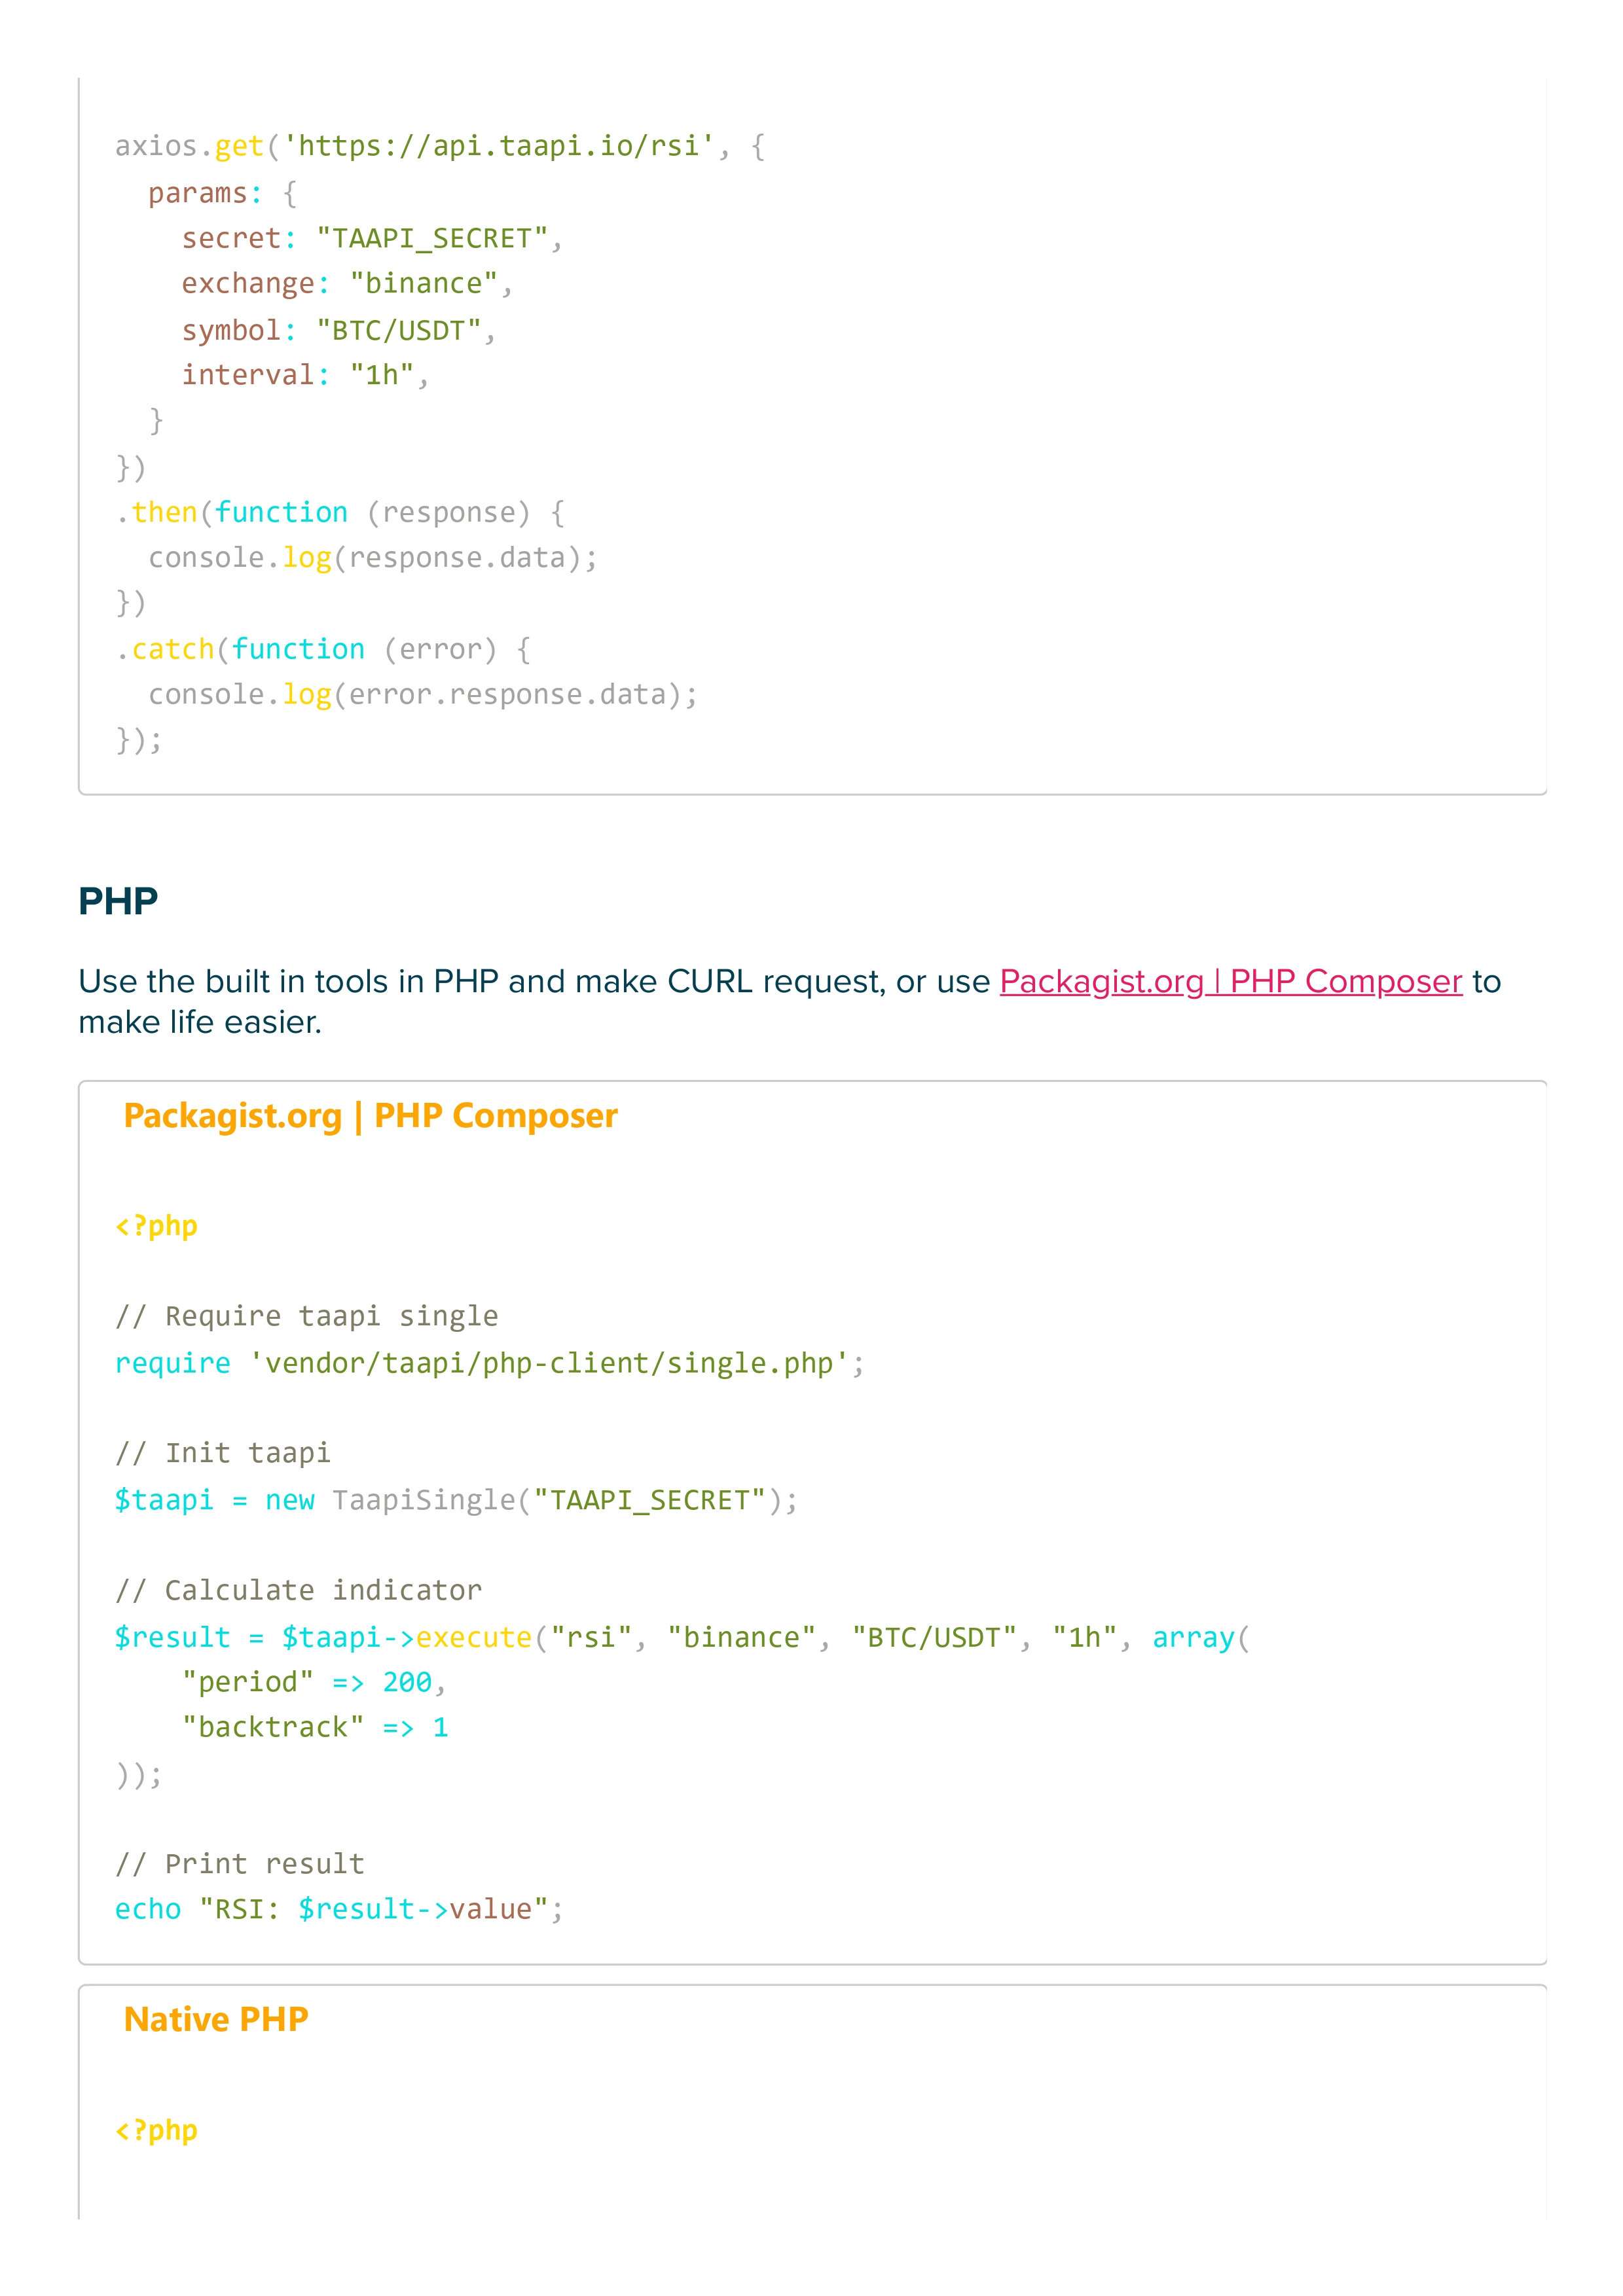 axios.get('https://api.taapi.io/rsi', {
  params: {
    secret: "TAAPI_SECRET",
    exchange: "binance",
    symbol: "BTC/USDT",
    interval: "1h",
  }
})
.then(function (response) {
  console.log(response.data);
})
.catch(function (error) {
  console.log(error.response.data);
});
PHP
Use the built in tools in PHP and make CURL request, or use Packagist.org | PHP Composer to
make life easier.
Packagist.org | PHP Composer
<?php
// Require taapi single
require 'vendor/taapi/php-client/single.php';
// Init taapi
$taapi = new TaapiSingle("TAAPI_SECRET");
// Calculate indicator
$result = $taapi->execute("rsi", "binance", "BTC/USDT", "1h", array(
    "period" => 200,
    "backtrack" => 1
));
// Print result
echo "RSI: $result->value";
Native PHP
<?php